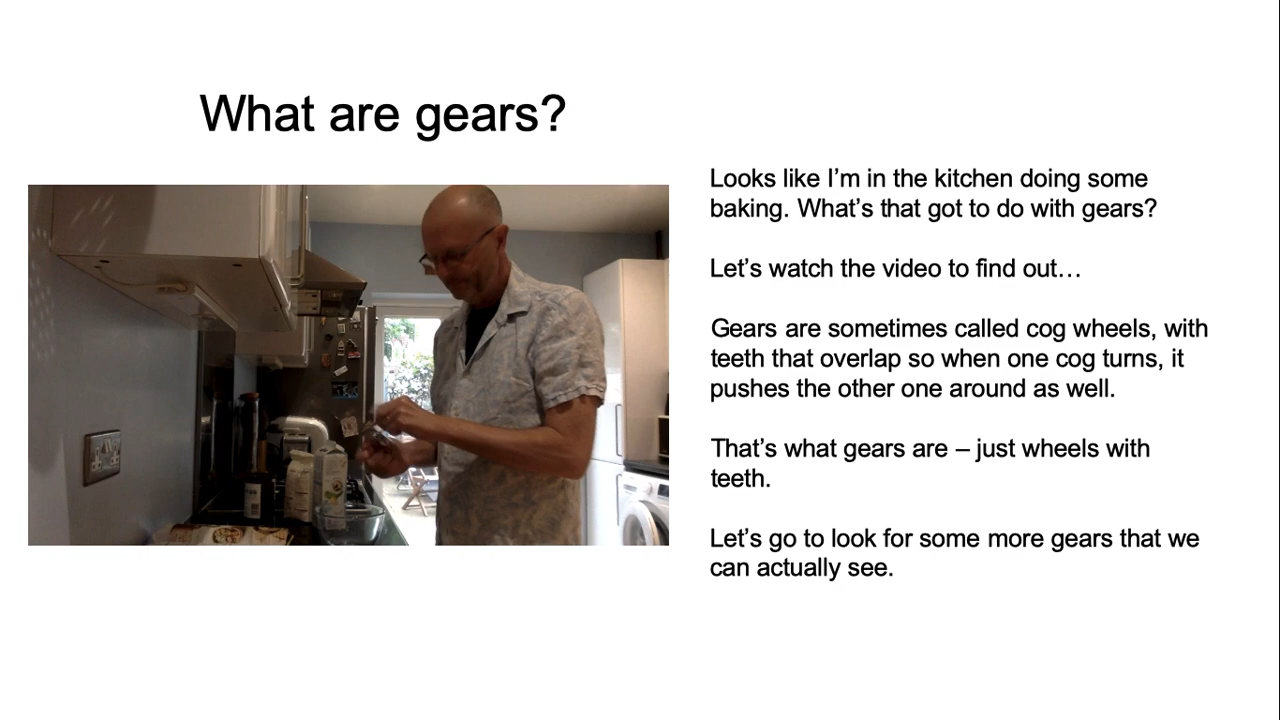 What are gears?
Looks like I'm in the kitchen doing some
baking. What's that got to do with gears?
Let's watch the video to find out…
Gears are sometimes called cog wheels, with
teeth that overlap so when one cog turns, it
pushes the other one around as well.
That's what gears are – just wheels with
teeth.
Let's go to look for some more gears that we
can actually see.